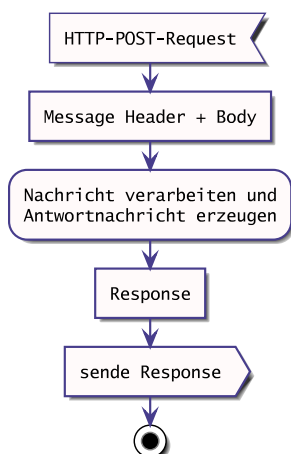 HTTP-POST-Request
Message Header + Body
Nachricht verarbeiten und
Antwortnachricht erzeugen
Response
sende Response